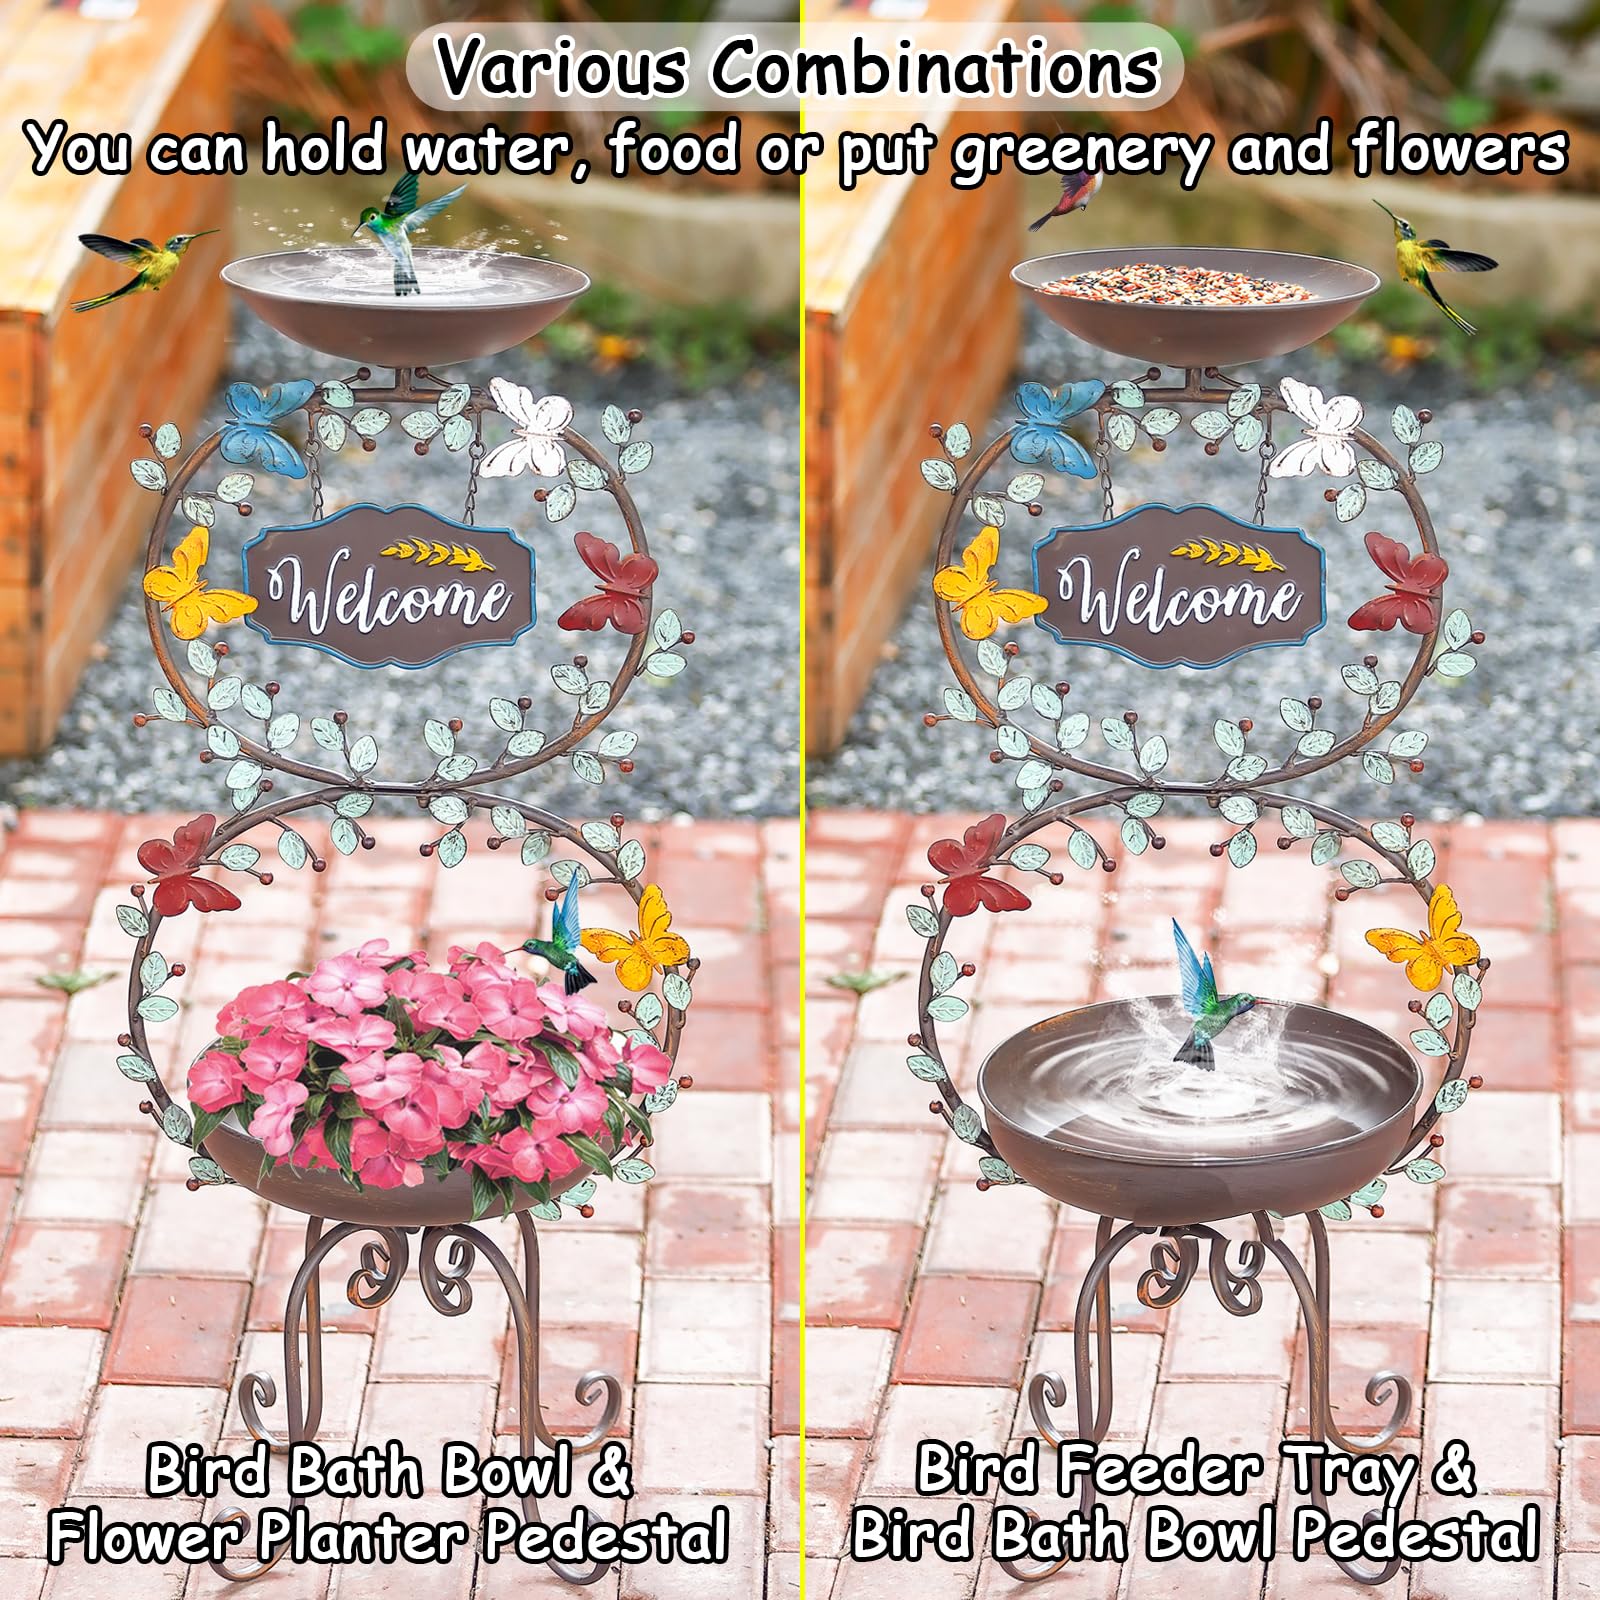 Various Combinations
You can hold water, food or put greenery and flowers
Welcome
Welcome
Bird Bath Bowl &
Flower Planter Pedestal
Bird Feeder Tray &
Bird Bath Bowl Pedestal